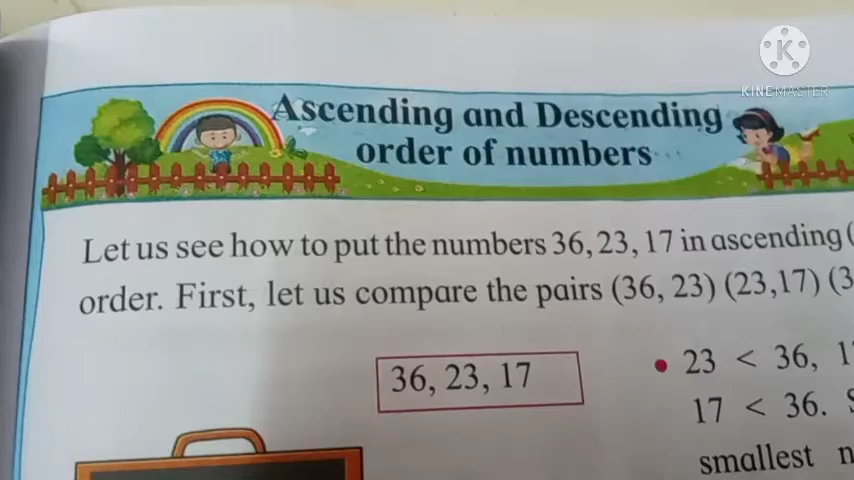 KINEMASTER
Ascending and Descending
order of numbers
Let us see how to put the numbers 36, 23, 17 in ascending (
order. First, let us compare the pairs (36, 23) (23,17) (3
36, 23, 17
• 23 < 36, 1
17 < 36.
smallest